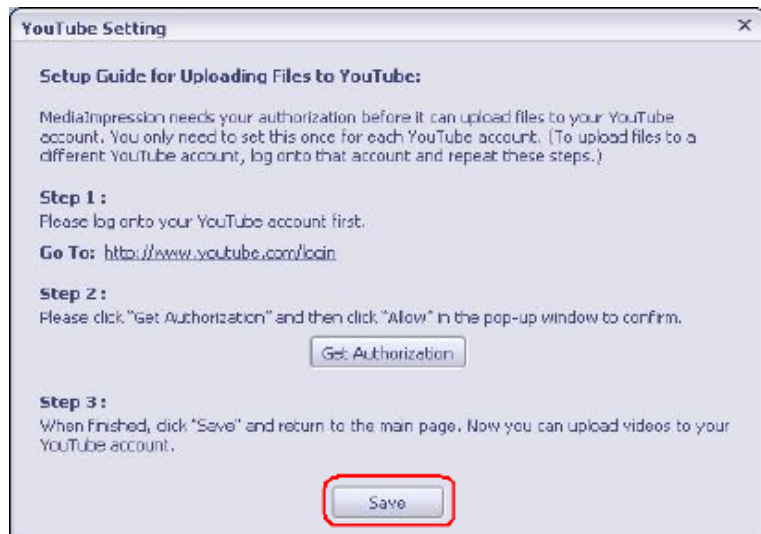 YouTube Setting
Setup Guide for Uploading Files to YouTube:
MediaImpression needs your authorization before it can upload files to your YouTube
account. You only need to set this once for each YouTube account. (To upload files to a
different YouTube account, log onto that account and repeat these steps.)
Step 1 :
Please log onto your YouTube account first.
Go To: http://www.youtube.com/login
Step 2 :
Please click "Get Authorization" and then click "Allow" in the pop-up window to confirm.
Get Authorization
Step 3 :
When finished, click "Save" and return to the main page. Now you can upload videos to your
YouTube account.
Save